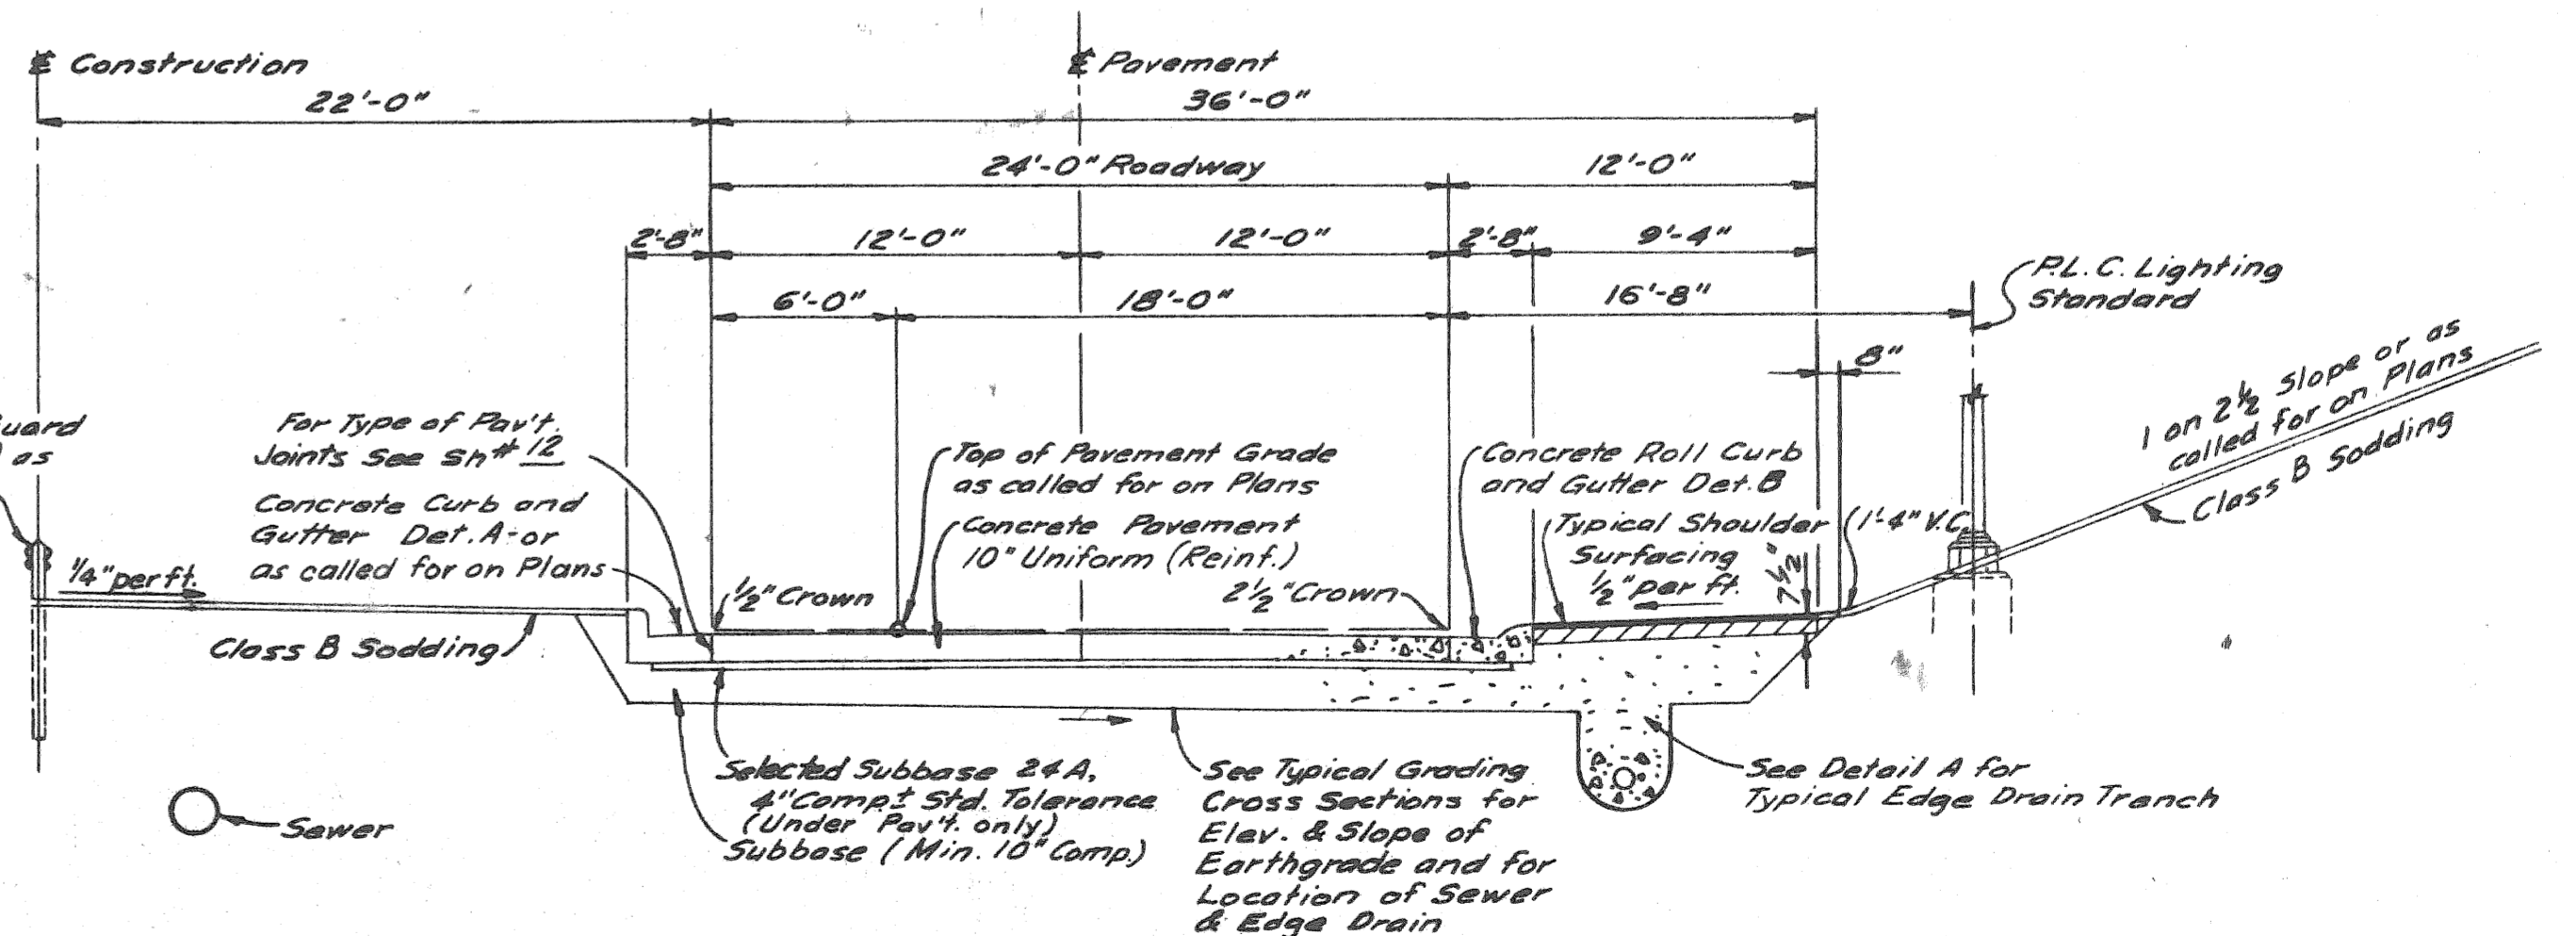 ℄ Construction
℄ Pavement
22'-0"
36'-0"
24'-0" Roadway
12'-0"
2'-8"
12'-0"
12'-0"
2'-8"
9'-4"
6'-0"
18'-0"
16'-8"
P.L.C. Lighting
Standard
8"
1 on 2½ Slope or as
called for on Plans
Class B Sodding
uard
as
For Type of Pav't.
Joints See Sh# 12
Concrete Curb and
Gutter Det. A-or
as called for on Plans
¼" per ft.
Class B Sodding
½" Crown
Top of Pavement Grade
as called for on Plans
Concrete Pavement
10" Uniform (Reinf.)
2½" Crown
Concrete Roll Curb
and Gutter Det. B
Typical Shoulder
Surfacing
½" per ft.
7½"
1'-4" V.C.
Sewer
Selected Subbase 24A,
4" Comp. ± Std. Tolerance
(Under Pav't. only)
Subbase (Min. 10" Comp.)
See Typical Grading
Cross Sections for
Elev. & Slope of
Earthgrade and for
Location of Sewer
& Edge Drain
See Detail A for
Typical Edge Drain Tranch